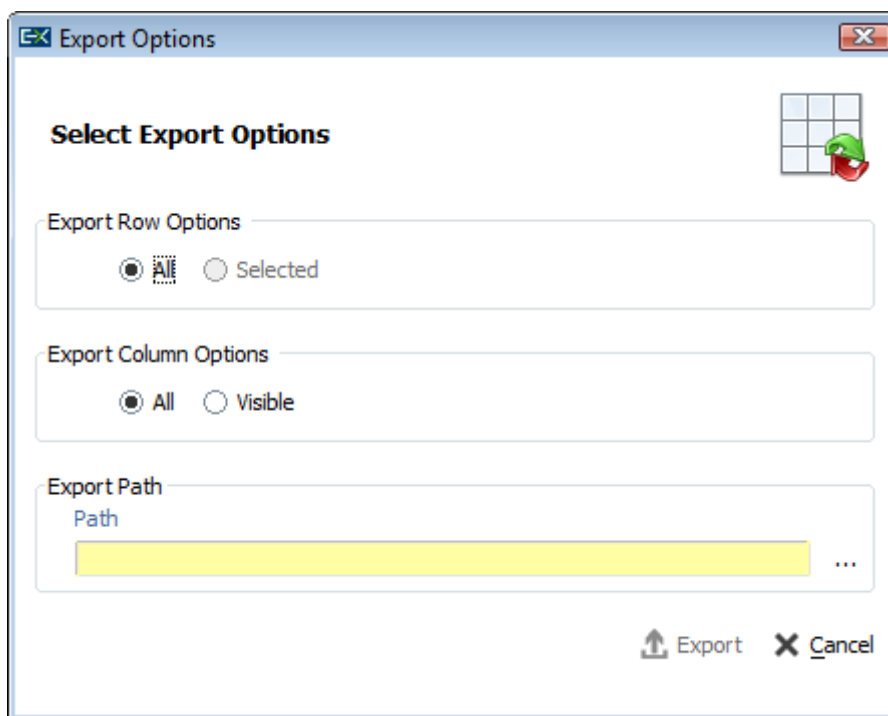 EX Export Options
Select Export Options
Export Row Options
All Selected
Export Column Options
All Visible
Export Path
Path
...
Export Cancel